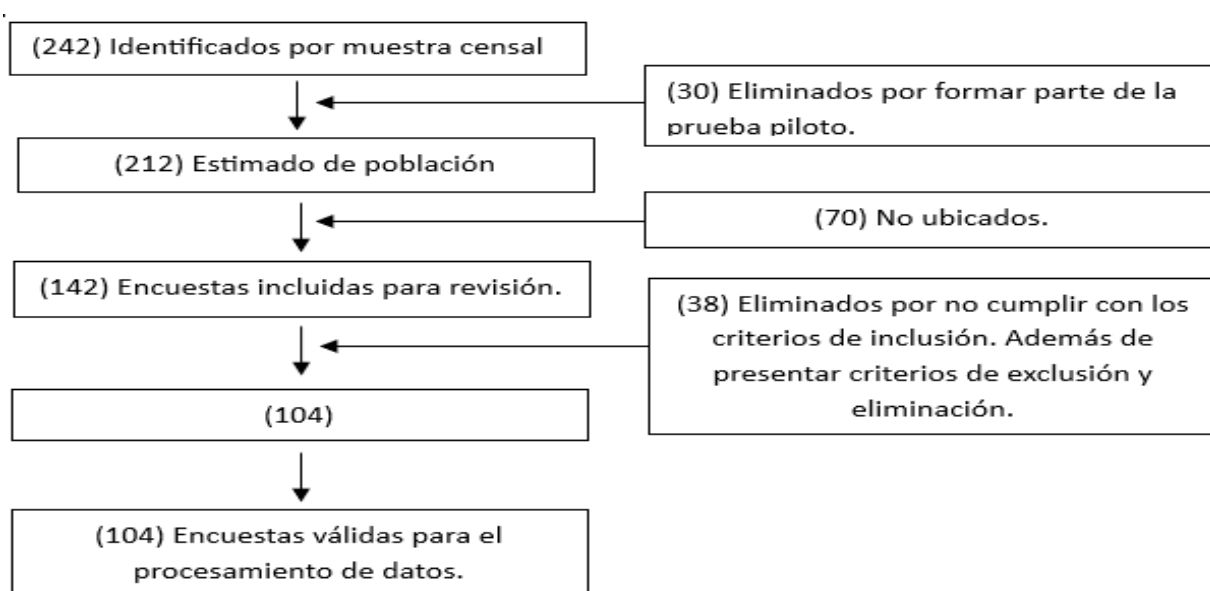 (242) Identificados por muestra censal
(30) Eliminados por formar parte de la
prueba piloto.
(212) Estimado de población
(70) No ubicados.
(142) Encuestas incluidas para revisión.
(38) Eliminados por no cumplir con los
criterios de inclusión. Además de
presentar criterios de exclusión y
eliminación.
(104)
(104) Encuestas válidas para el
procesamiento de datos.